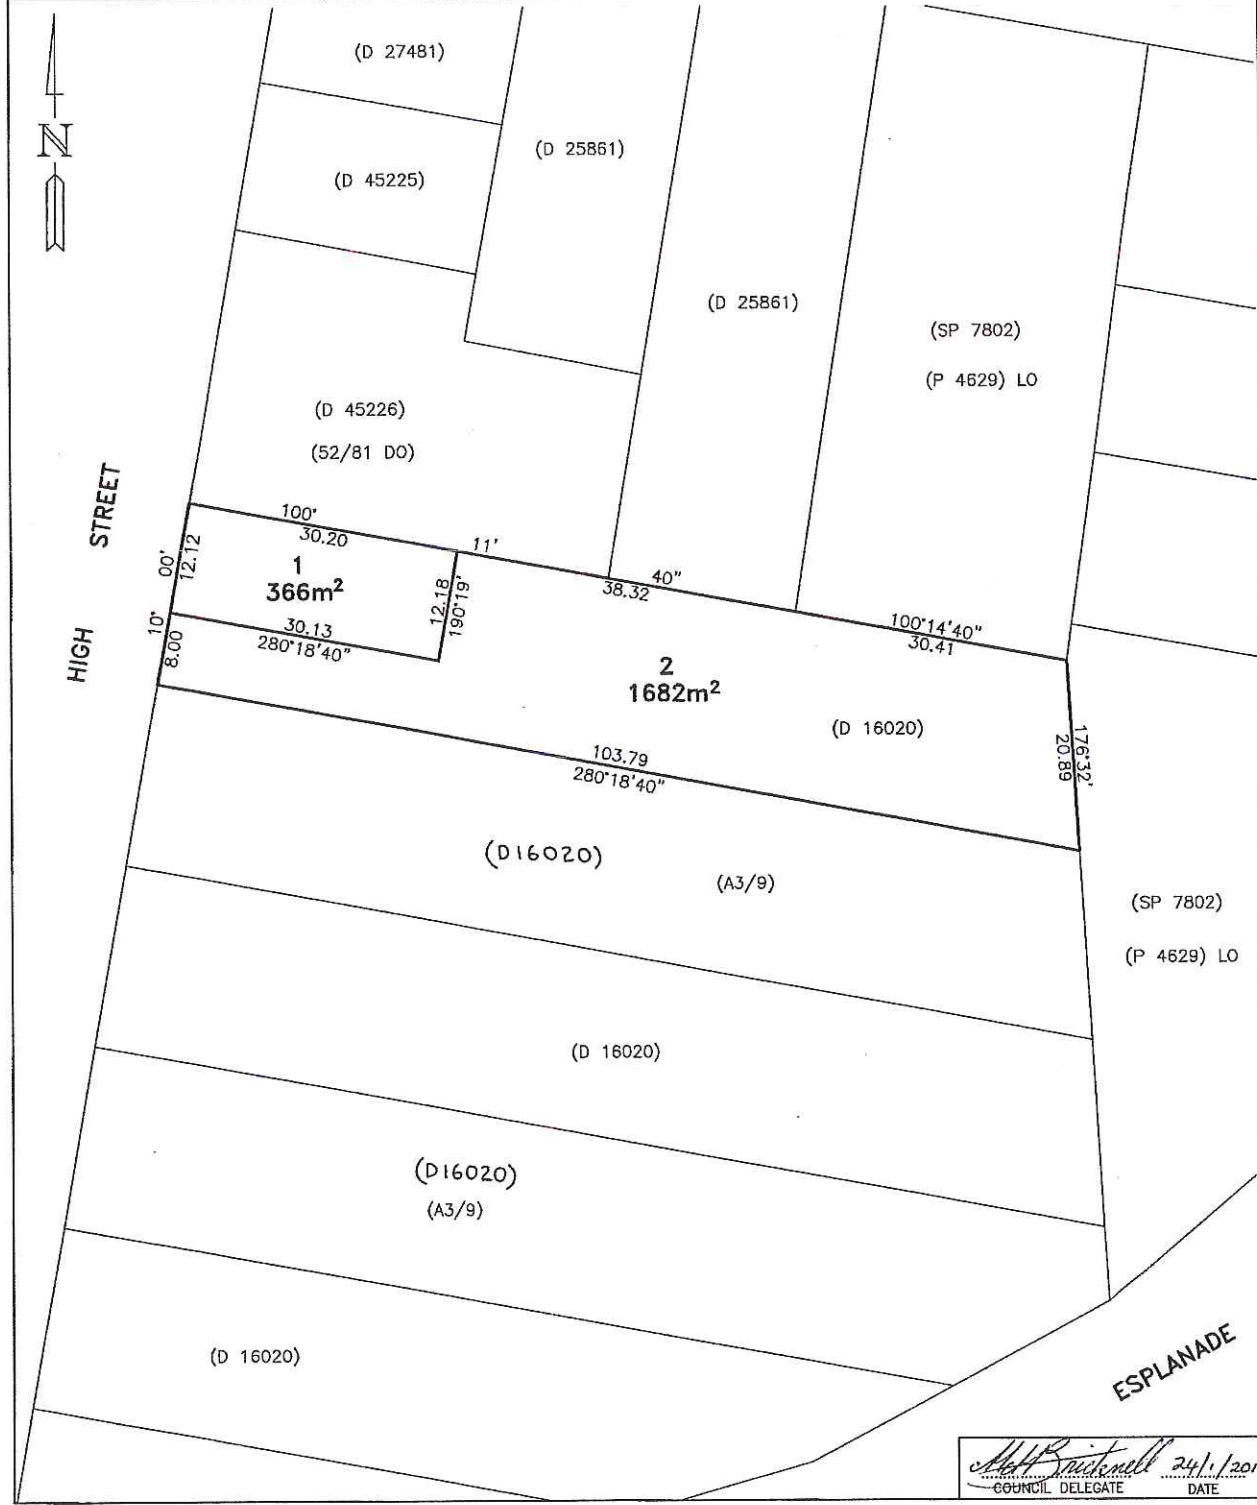 (D 27481)
N
(D 25861)
(D 45225)
(D 25861)
(SP 7802)
(P 4629) LO
(D 45226)
(52/81 DO)
HIGH STREET
100°
30.20
11'
38.32
40"
100°14'40"
30.41
10° 00'
12.12
1
366m²
12.18
190°19'
8.00
30.13
280°18'40"
2
1682m²
(D 16020)
176°32'
20.89
103.79
280°18'40"
(D16020)
(A3/9)
(SP 7802)
(P 4629) LO
(D 16020)
(D16020)
(A3/9)
(D 16020)
ESPLANADE
Bricknell 24/1/201
COUNCIL DELEGATE DATE